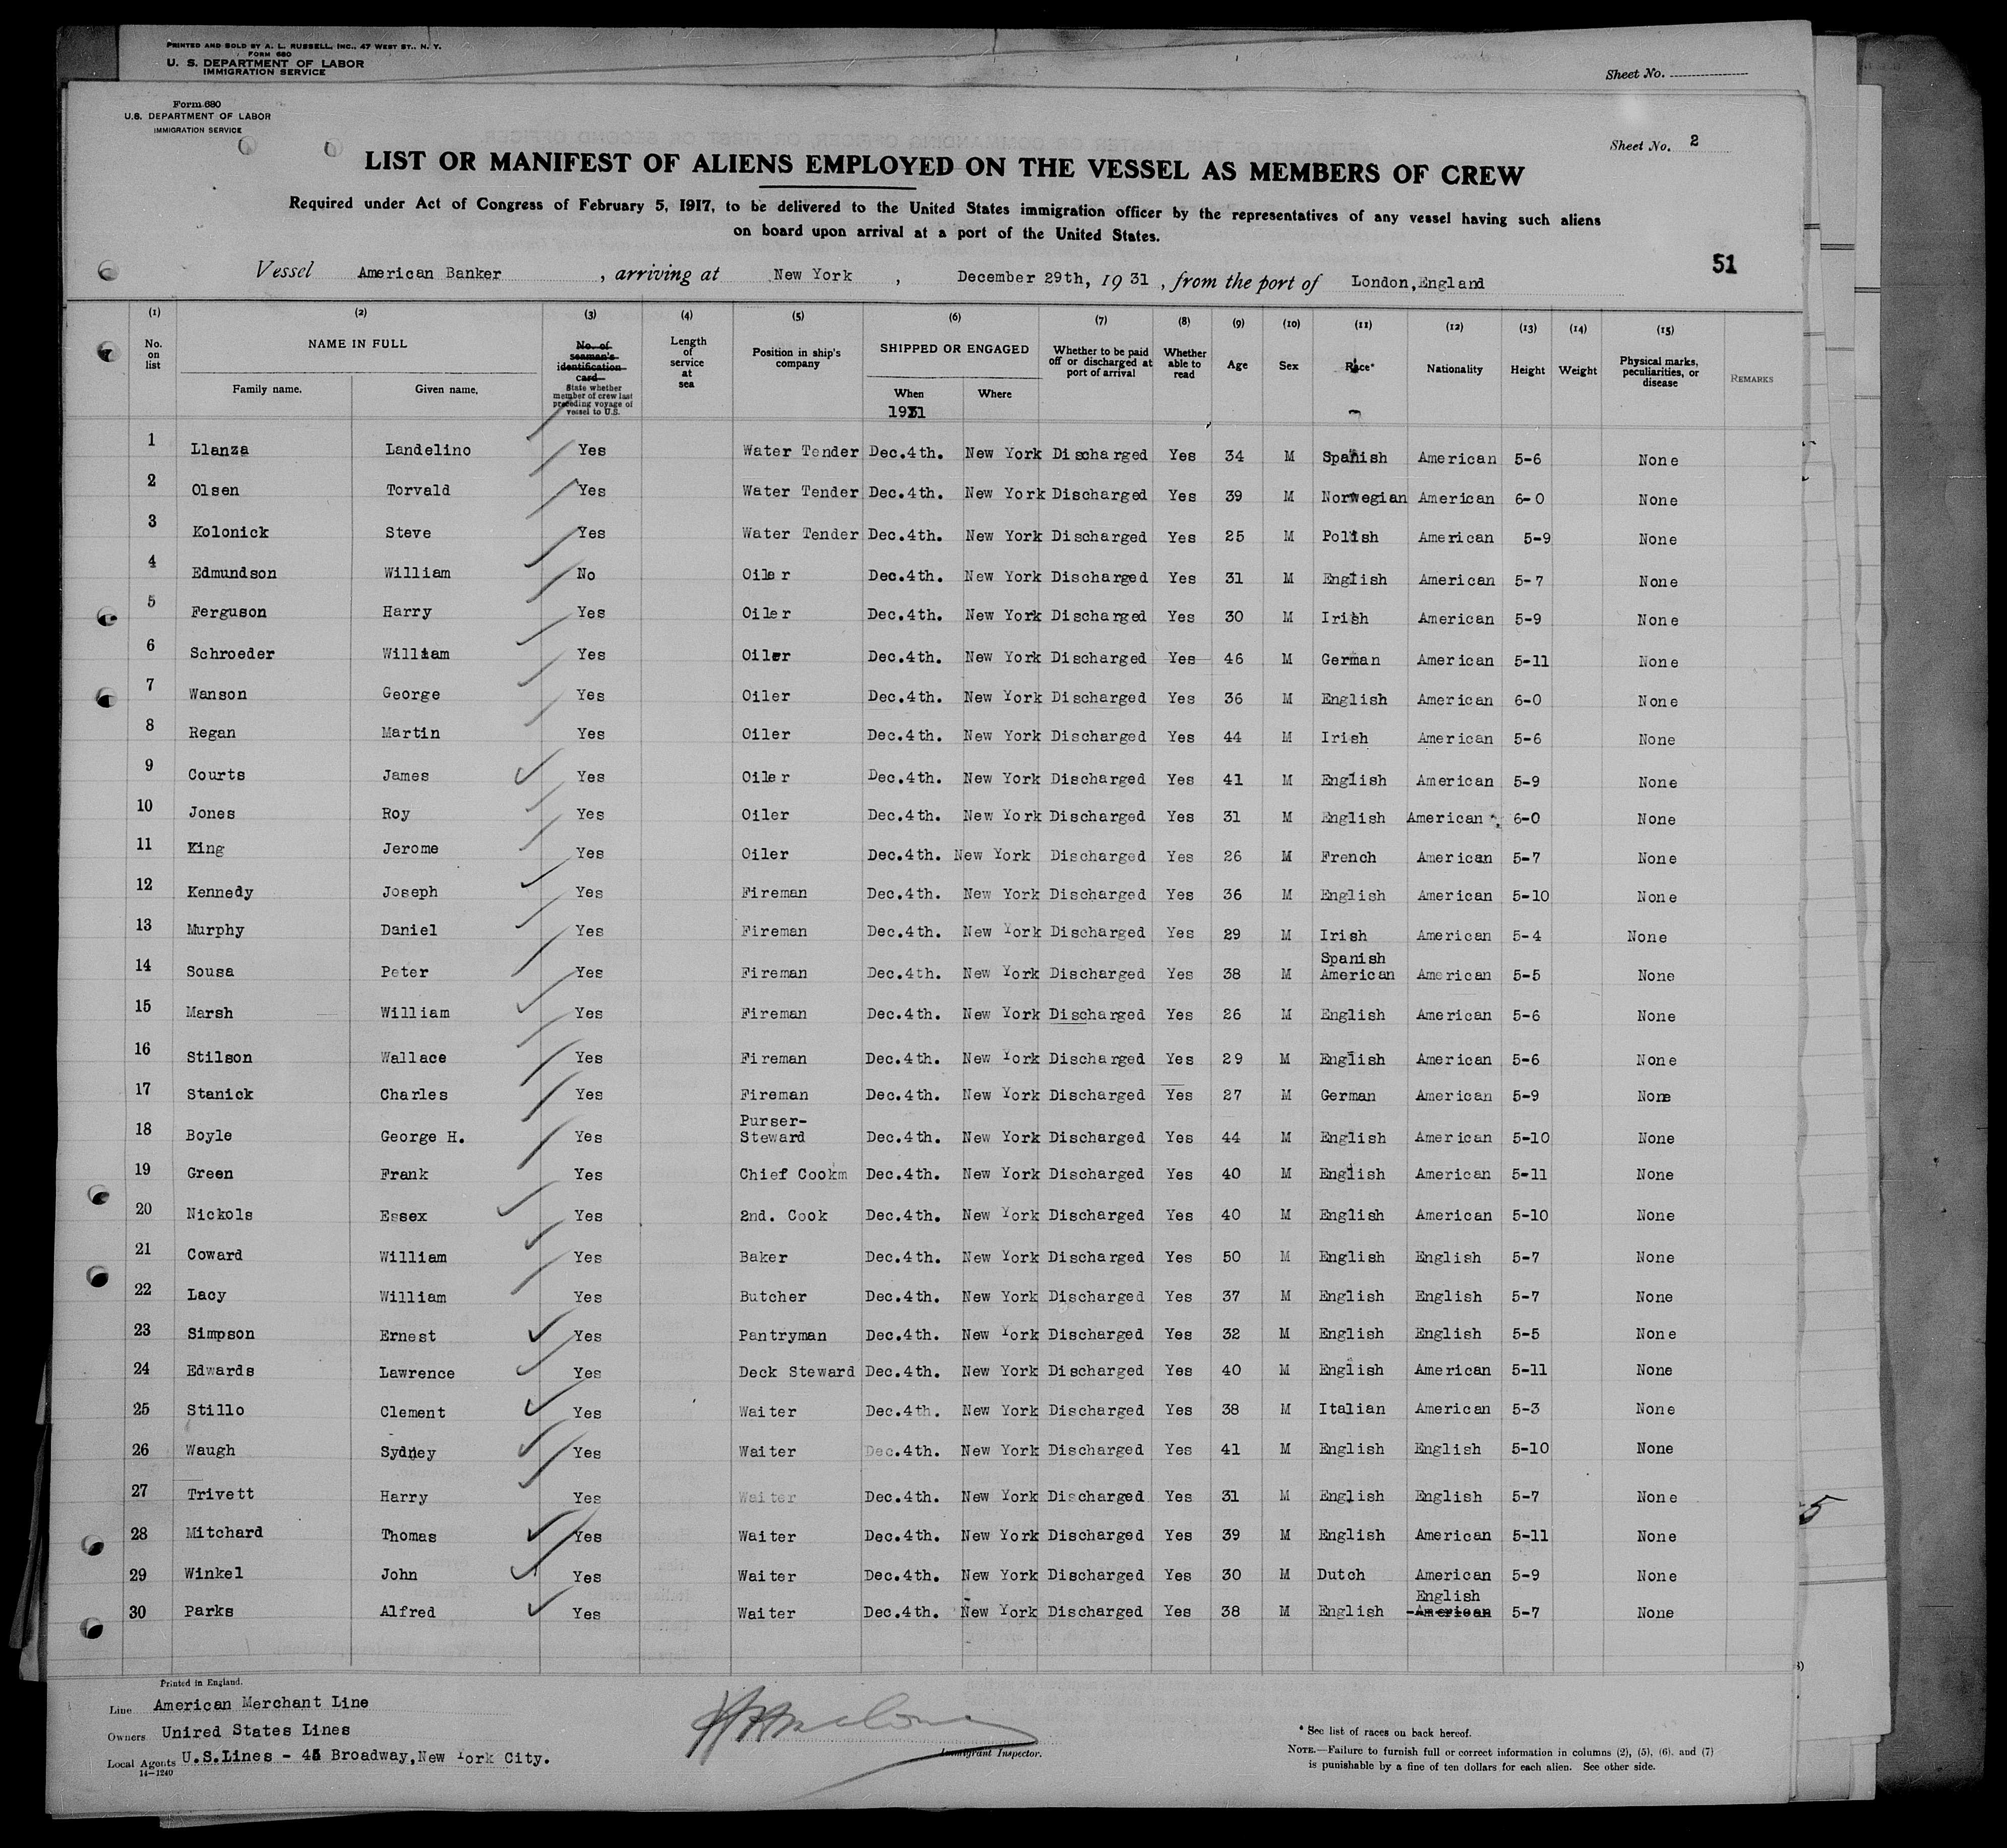 PRINTED AND SOLD BY A. L. RUSSELL, INC., 47 WEST ST., N. Y.
FORM 680
U. S. DEPARTMENT OF LABOR
IMMIGRATION SERVICE
Sheet No.
Form 680
U.S. DEPARTMENT OF LABOR
IMMIGRATION SERVICE
Sheet No. 2
LIST OR MANIFEST OF ALIENS EMPLOYED ON THE VESSEL AS MEMBERS OF CREW
Required under Act of Congress of February 5, 1917, to be delivered to the United States immigration officer by the representatives of any vessel having such aliens
on board upon arrival at a port of the United States.
51
Vessel American Banker, arriving at New York, December 29th, 1931, from the port of London,England
(1) (2) (3) (4) (5) (6) (7) (8) (9) (10) (11) (12) (13) (14) (15)
No. on list NAME IN FULL Family name. Given name. No. of seaman's identification card State whether member of crew last preceding voyage of vessel to U.S. Length of service at sea Position in ship's company SHIPPED OR ENGAGED When 1931 Where Whether to be paid off or discharged at port of arrival Whether able to read Age Sex Race* Nationality Height Weight Physical marks, peculiarities, or disease REMARKS
1 Llanza Landelino Yes Water Tender Dec.4th. New York Discharged Yes 34 M Spanish American 5-6 None
2 Olsen Torvald Yes Water Tender Dec.4th. New York Discharged Yes 39 M Norwegian American 6-0 None
3 Kolonick Steve Yes Water Tender Dec.4th. New York Discharged Yes 25 M Polish American 5-9 None
4 Edmundson William No Oiler Dec.4th. New York Discharged Yes 31 M English American 5-7 None
5 Ferguson Harry Yes Oiler Dec.4th. New York Discharged Yes 30 M Irish American 5-9 None
6 Schroeder William Yes Oiler Dec.4th. New York Discharged Yes 46 M German American 5-11 None
7 Wanson George Yes Oiler Dec.4th. New York Discharged Yes 36 M English American 6-0 None
8 Regan Martin Yes Oiler Dec.4th. New York Discharged Yes 44 M Irish American 5-6 None
9 Courts James Yes Oiler Dec.4th. New York Discharged Yes 41 M English American 5-9 None
10 Jones Roy Yes Oiler Dec.4th. New York Discharged Yes 31 M English American 6-0 None
11 King Jerome Yes Oiler Dec.4th. New York Discharged Yes 26 M French American 5-7 None
12 Kennedy Joseph Yes Fireman Dec.4th. New York Discharged Yes 36 M English American 5-10 None
13 Murphy Daniel Yes Fireman Dec.4th. New York Discharged Yes 29 M Irish American 5-4 None
14 Sousa Peter Yes Fireman Dec.4th. New York Discharged Yes 38 M Spanish American American 5-5 None
15 Marsh William Yes Fireman Dec.4th. New York Discharged Yes 26 M English American 5-6 None
16 Stilson Wallace Yes Fireman Dec.4th. New York Discharged Yes 29 M English American 5-6 None
17 Stanick Charles Yes Fireman Dec.4th. New York Discharged Yes 27 M German American 5-9 None
18 Boyle George H. Yes Purser-Steward Dec.4th. New York Discharged Yes 44 M English American 5-10 None
19 Green Frank Yes Chief Cookm Dec.4th. New York Discharged Yes 40 M English American 5-11 None
20 Nickols Essex Yes 2nd. Cook Dec.4th. New York Discharged Yes 40 M English American 5-10 None
21 Coward William Yes Baker Dec.4th. New York Discharged Yes 50 M English English 5-7 None
22 Lacy William Yes Butcher Dec.4th. New York Discharged Yes 37 M English English 5-7 None
23 Simpson Ernest Yes Pantryman Dec.4th. New York Discharged Yes 32 M English English 5-5 None
24 Edwards Lawrence Yes Deck Steward Dec.4th. New York Discharged Yes 40 M English American 5-11 None
25 Stillo Clement Yes Waiter Dec.4th. New York Discharged Yes 38 M Italian American 5-3 None
26 Waugh Sydney Yes Waiter Dec.4th. New York Discharged Yes 41 M English English 5-10 None
27 Trivett Harry Yes Waiter Dec.4th. New York Discharged Yes 31 M English English 5-7 None
28 Mitchard Thomas Yes Waiter Dec.4th. New York Discharged Yes 39 M English American 5-11 None
29 Winkel John Yes Waiter Dec.4th. New York Discharged Yes 30 M Dutch American 5-9 None
30 Parks Alfred Yes Waiter Dec.4th. New York Discharged Yes 38 M English English American 5-7 None
5
Printed in England.
Line American Merchant Line
Owners Unired States Lines
Local Agents U.S.Lines - 45 Broadway,New York City.
14-1240
Immigrant Inspector.
* See list of races on back hereof.
NOTE.—Failure to furnish full or correct information in columns (2), (5), (6), and (7)
is punishable by a fine of ten dollars for each alien. See other side.